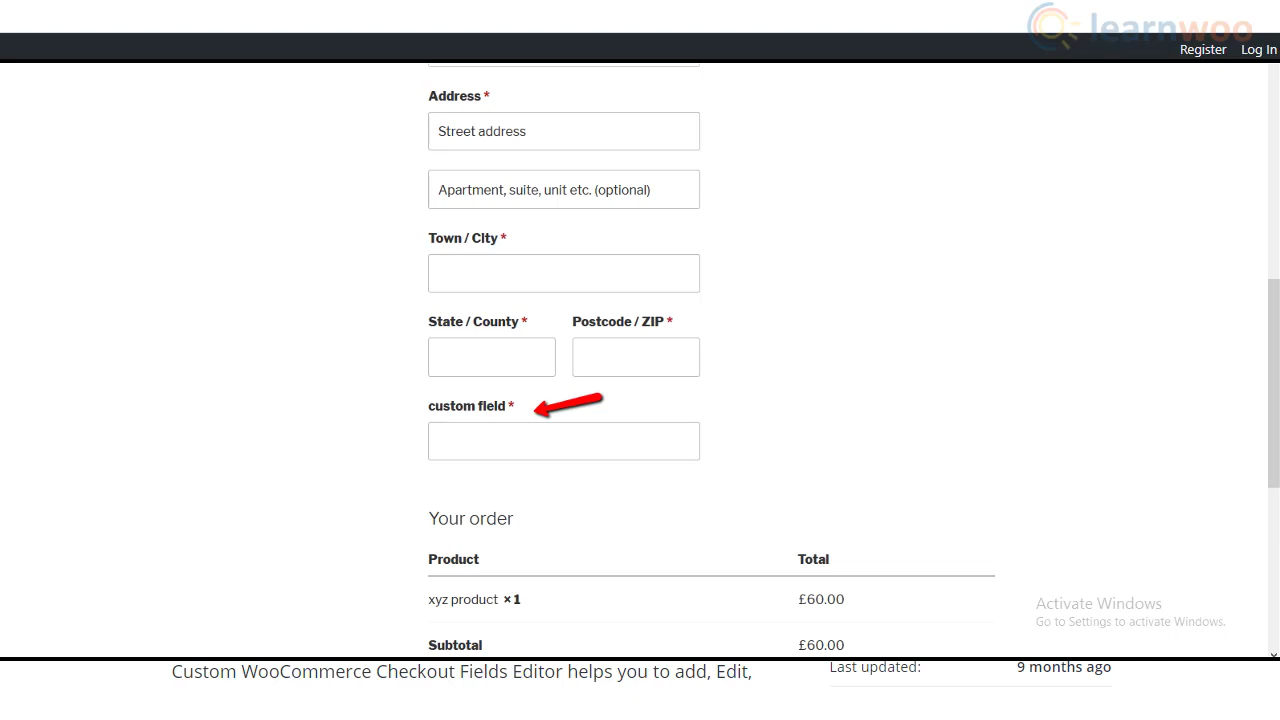 learnwoo
Register Log In
Address *
Street address
Apartment, suite, unit etc. (optional)
Town / City *
State / County * Postcode / ZIP *
custom field *
Your order
Product Total
xyz product × 1 £60.00
Subtotal £60.00
Activate Windows
Go to Settings to activate Windows.
Custom WooCommerce Checkout Fields Editor helps you to add, Edit,
Last updated: 9 months ago